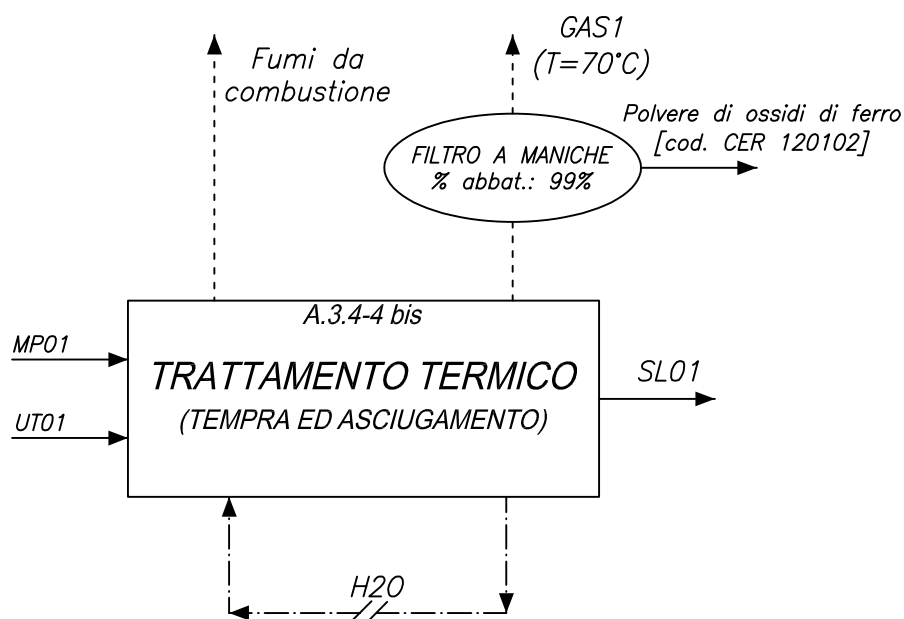 Fumi da
combustione
GAS1
(T=70°C)
Polvere di ossidi di ferro
[cod. CER 120102]
FILTRO A MANICHE
% abbat.: 99%
A.3.4-4 bis
MP01
TRATTAMENTO TERMICO
(TEMPRA ED ASCIUGAMENTO)
UT01
SL01
H2O